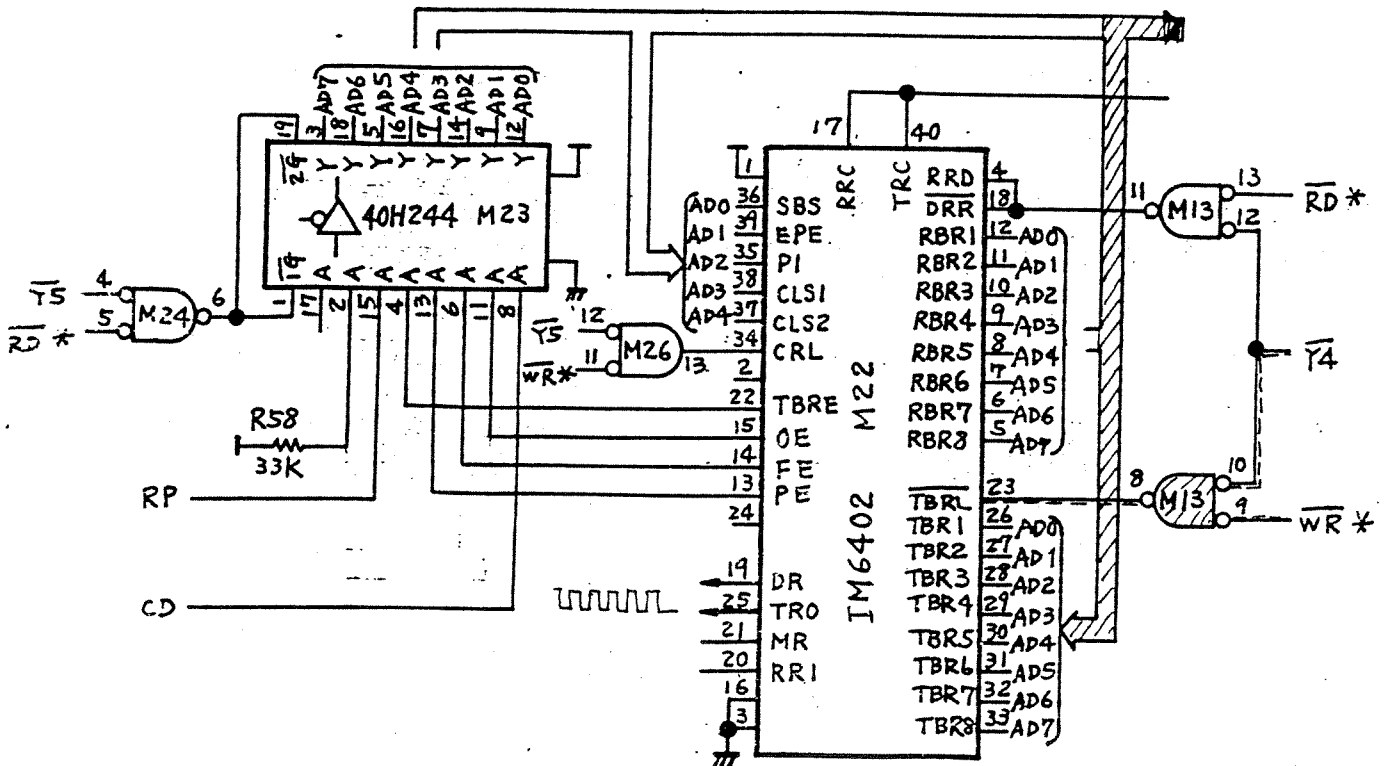 AD7 AD6 AD5 AD4 AD3 AD2 AD1 AD0
19 3 18 5 16 7 14 9 12
2G Y Y Y Y Y Y Y Y
40H244 M23
1G A A A A A A A A
1 17 2 15 4 13 6 11 8
Y5 4
RD * 5
M24 6
R58
33K
RP
CD
Y5 12
WR* 11
M26 13
17 40
RRC TRC
1
AD0 36 SBS
AD1 39 EPE
AD2 35 PI
AD3 38 CLS1
AD4 37 CLS2
34 CRL
2
22 TBRE
15 OE
14 FE
13 PE
24
19 DR
25 TRO
21 MR
20 RRI
16
3
IM6402 M22
RRD 4
DRR 18
RBR1 12 AD0
RBR2 11 AD1
RBR3 10 AD2
RBR4 9 AD3
RBR5 8 AD4
RBR6 7 AD5
RBR7 6 AD6
RBR8 5 AD7
TBRL 23
TBR1 26 AD0
TBR2 27 AD1
TBR3 28 AD2
TBR4 29 AD3
TBR5 30 AD4
TBR6 31 AD5
TBR7 32 AD6
TBR8 33 AD7
11 M13 13 RD *
12
Y4
8 M13 10
9 WR *